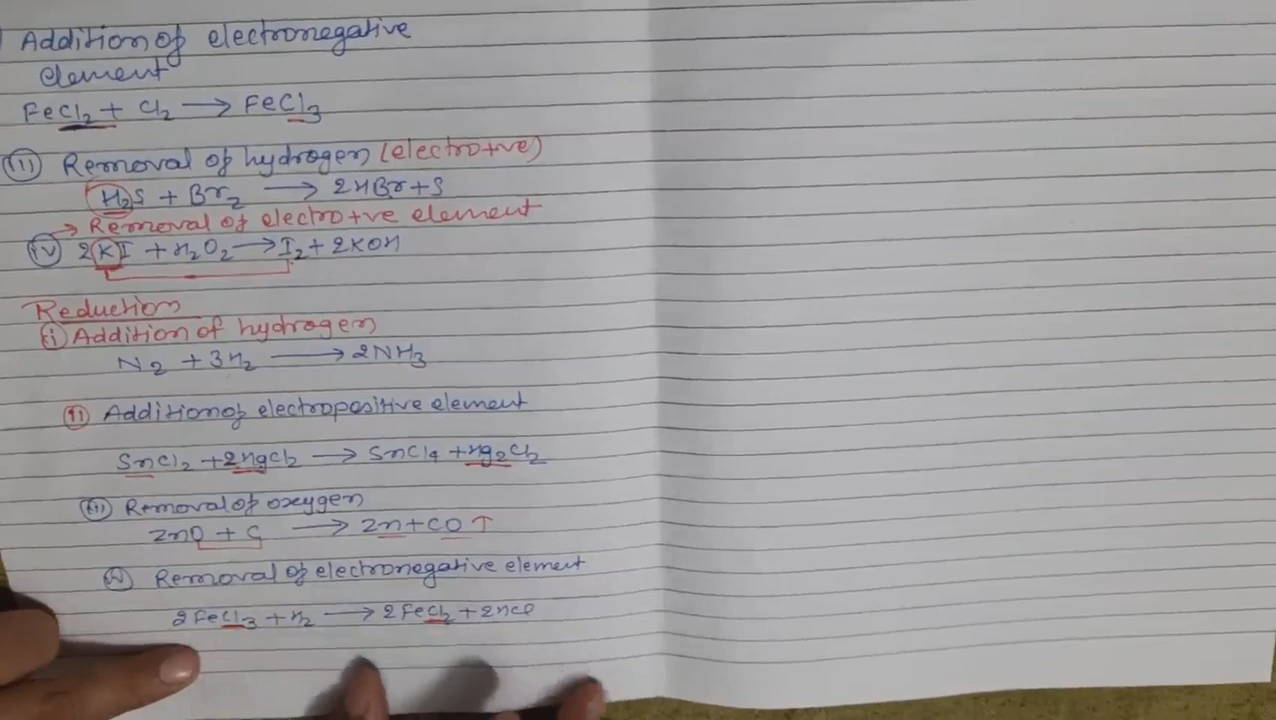 Addition of electronegative
element
FeCl2 + Cl2 → FeCl3
(iii) Removal of hydrogen (electro+ve)
H2S + Br2 → 2HBr + S
→ Removal of electro+ve element
(iv) 2KI + H2O2 → I2 + 2KOH
Reduction
(i) Addition of hydrogen
N2 + 3H2 → 2NH3
(ii) Addition of electropositive element
SnCl2 + 2HgCl2 → SnCl4 + Hg2Cl2
(iii) Removal of oxygen
ZnO + C → Zn + CO ↑
(iv) Removal of electronegative element
2FeCl3 + H2 → 2FeCl2 + 2HCl